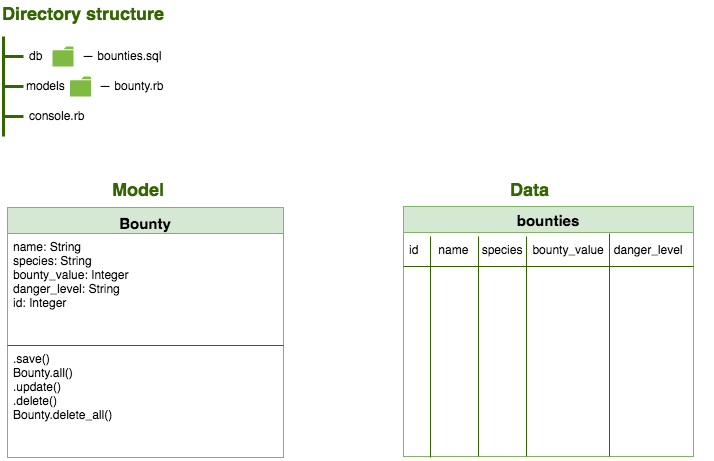 Directory structure
db — bounties.sql
models — bounty.rb
console.rb
Model
Bounty
name: String
species: String
bounty_value: Integer
danger_level: String
id: Integer
.save()
Bounty.all()
.update()
.delete()
Bounty.delete_all()
Data
bounties
id name species bounty_value danger_level